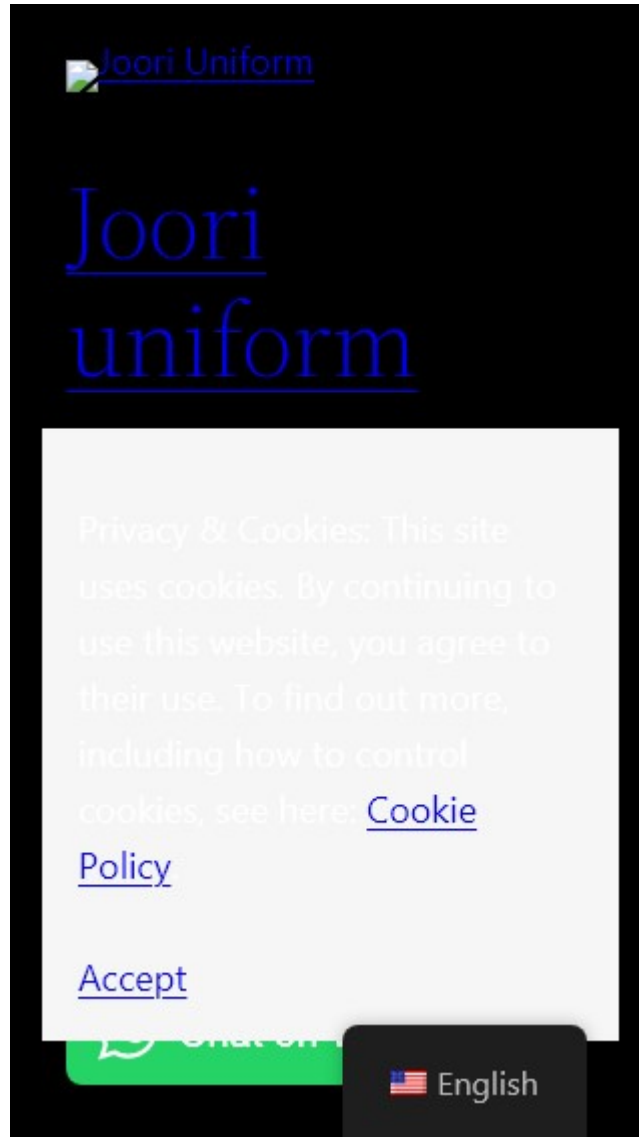 Joori Uniform
Joori
uniform
Privacy & Cookies: This site
uses cookies. By continuing to
use this website, you agree to
their use. To find out more,
including how to control
cookies, see here: Cookie
Policy
Accept
English